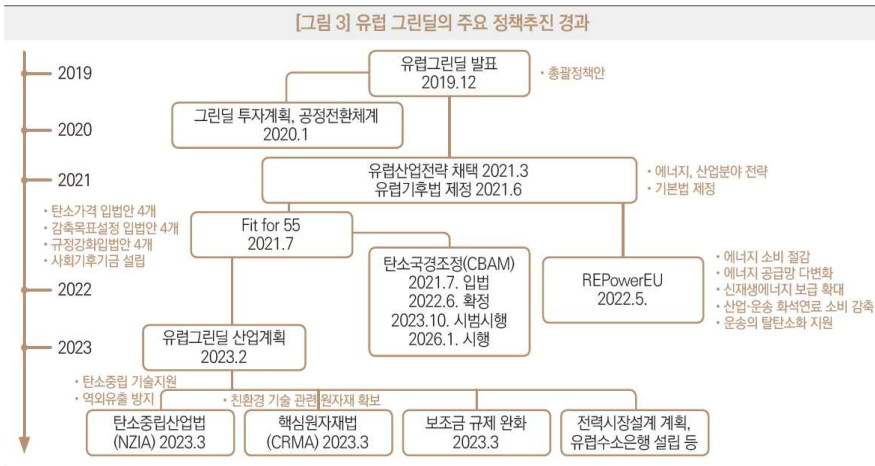 [그림 3] 유럽 그린딜의 주요 정책추진 경과
2019
유럽그린딜 발표
2019.12
• 총괄정책안
그린딜 투자계획, 공정전환체계
2020.1
2020
유럽산업전략 채택 2021.3
유럽기후법 제정 2021.6
• 에너지, 산업분야 전략
• 기본법 제정
2021
• 탄소가격 입법안 4개
• 감축목표설정 입법안 4개
• 규정강화입법안 4개
• 사회기후기금 설립
Fit for 55
2021.7
탄소국경조정(CBAM)
2021.7. 입법
2022.6. 확정
2023.10. 시범시행
2026.1. 시행
REPowerEU
2022.5.
• 에너지 소비 절감
• 에너지 공급망 다변화
• 신재생에너지 보급 확대
• 산업·운송 화석연료 소비 감축
• 운송의 탈탄소화 지원
2022
유럽그린딜 산업계획
2023.2
2023
• 탄소중립 기술지원
• 역외유출 방지
• 친환경 기술 관련 원자재 확보
탄소중립산업법
(NZIA) 2023.3
핵심원자재법
(CRMA) 2023.3
보조금 규제 완화
2023.3
전력시장설계 계획,
유럽수소은행 설립 등